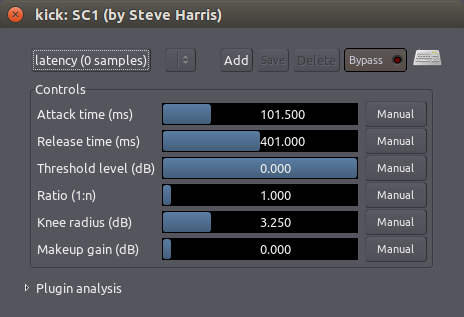 kick: SC1 (by Steve Harris)
latency (0 samples) Add Save Delete Bypass
Controls
Attack time (ms) 101.500 Manual
Release time (ms) 401.000 Manual
Threshold level (dB) 0.000 Manual
Ratio (1:n) 1.000 Manual
Knee radius (dB) 3.250 Manual
Makeup gain (dB) 0.000 Manual
Plugin analysis